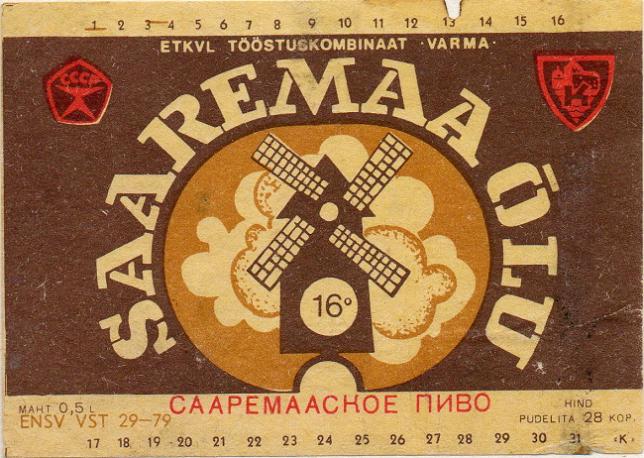 1 2 3 4 5 6 7 8 9 10 11 12 13 14 15 16
ETKVL TÖÖSTUSKOMBINAAT ·VARMA·
СССР
SAAREMAA ÕLU
16°
СААРЕМААСКОЕ ПИВО
MAHT 0,5 L
ENSV VST 29—79
HIND
PUDELITA 28 KOP.
17 18 19 20 21 22 23 24 25 26 27 28 29 30 31 «K»